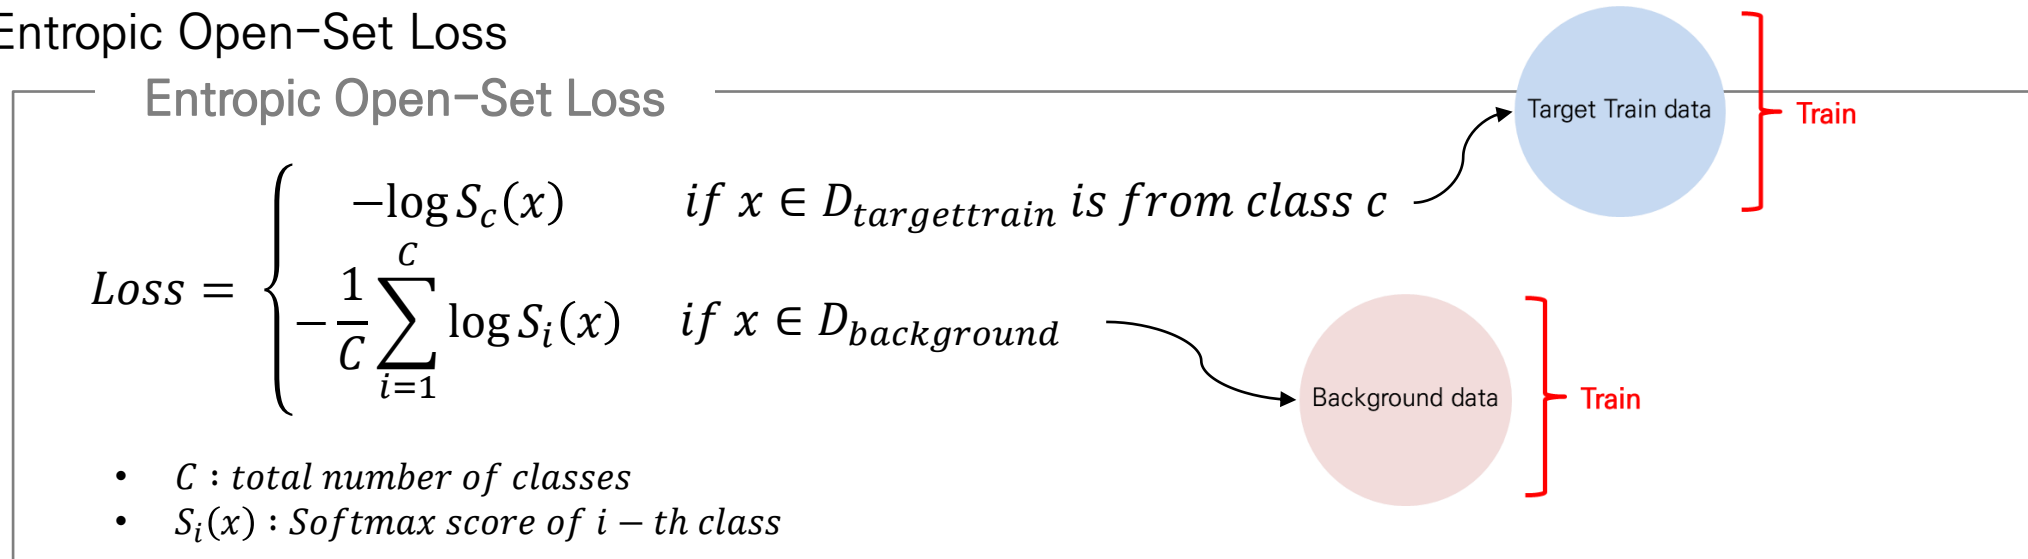 Entropic Open-Set Loss
Entropic Open-Set Loss
Target Train data
Train
−log S_c(x) if x ∈ D_targettrain is from class c
Loss = { −1/C ∑_{i=1}^{C} log S_i(x) if x ∈ D_background
Background data
Train
• C : total number of classes
• S_i(x) : Softmax score of i − th class